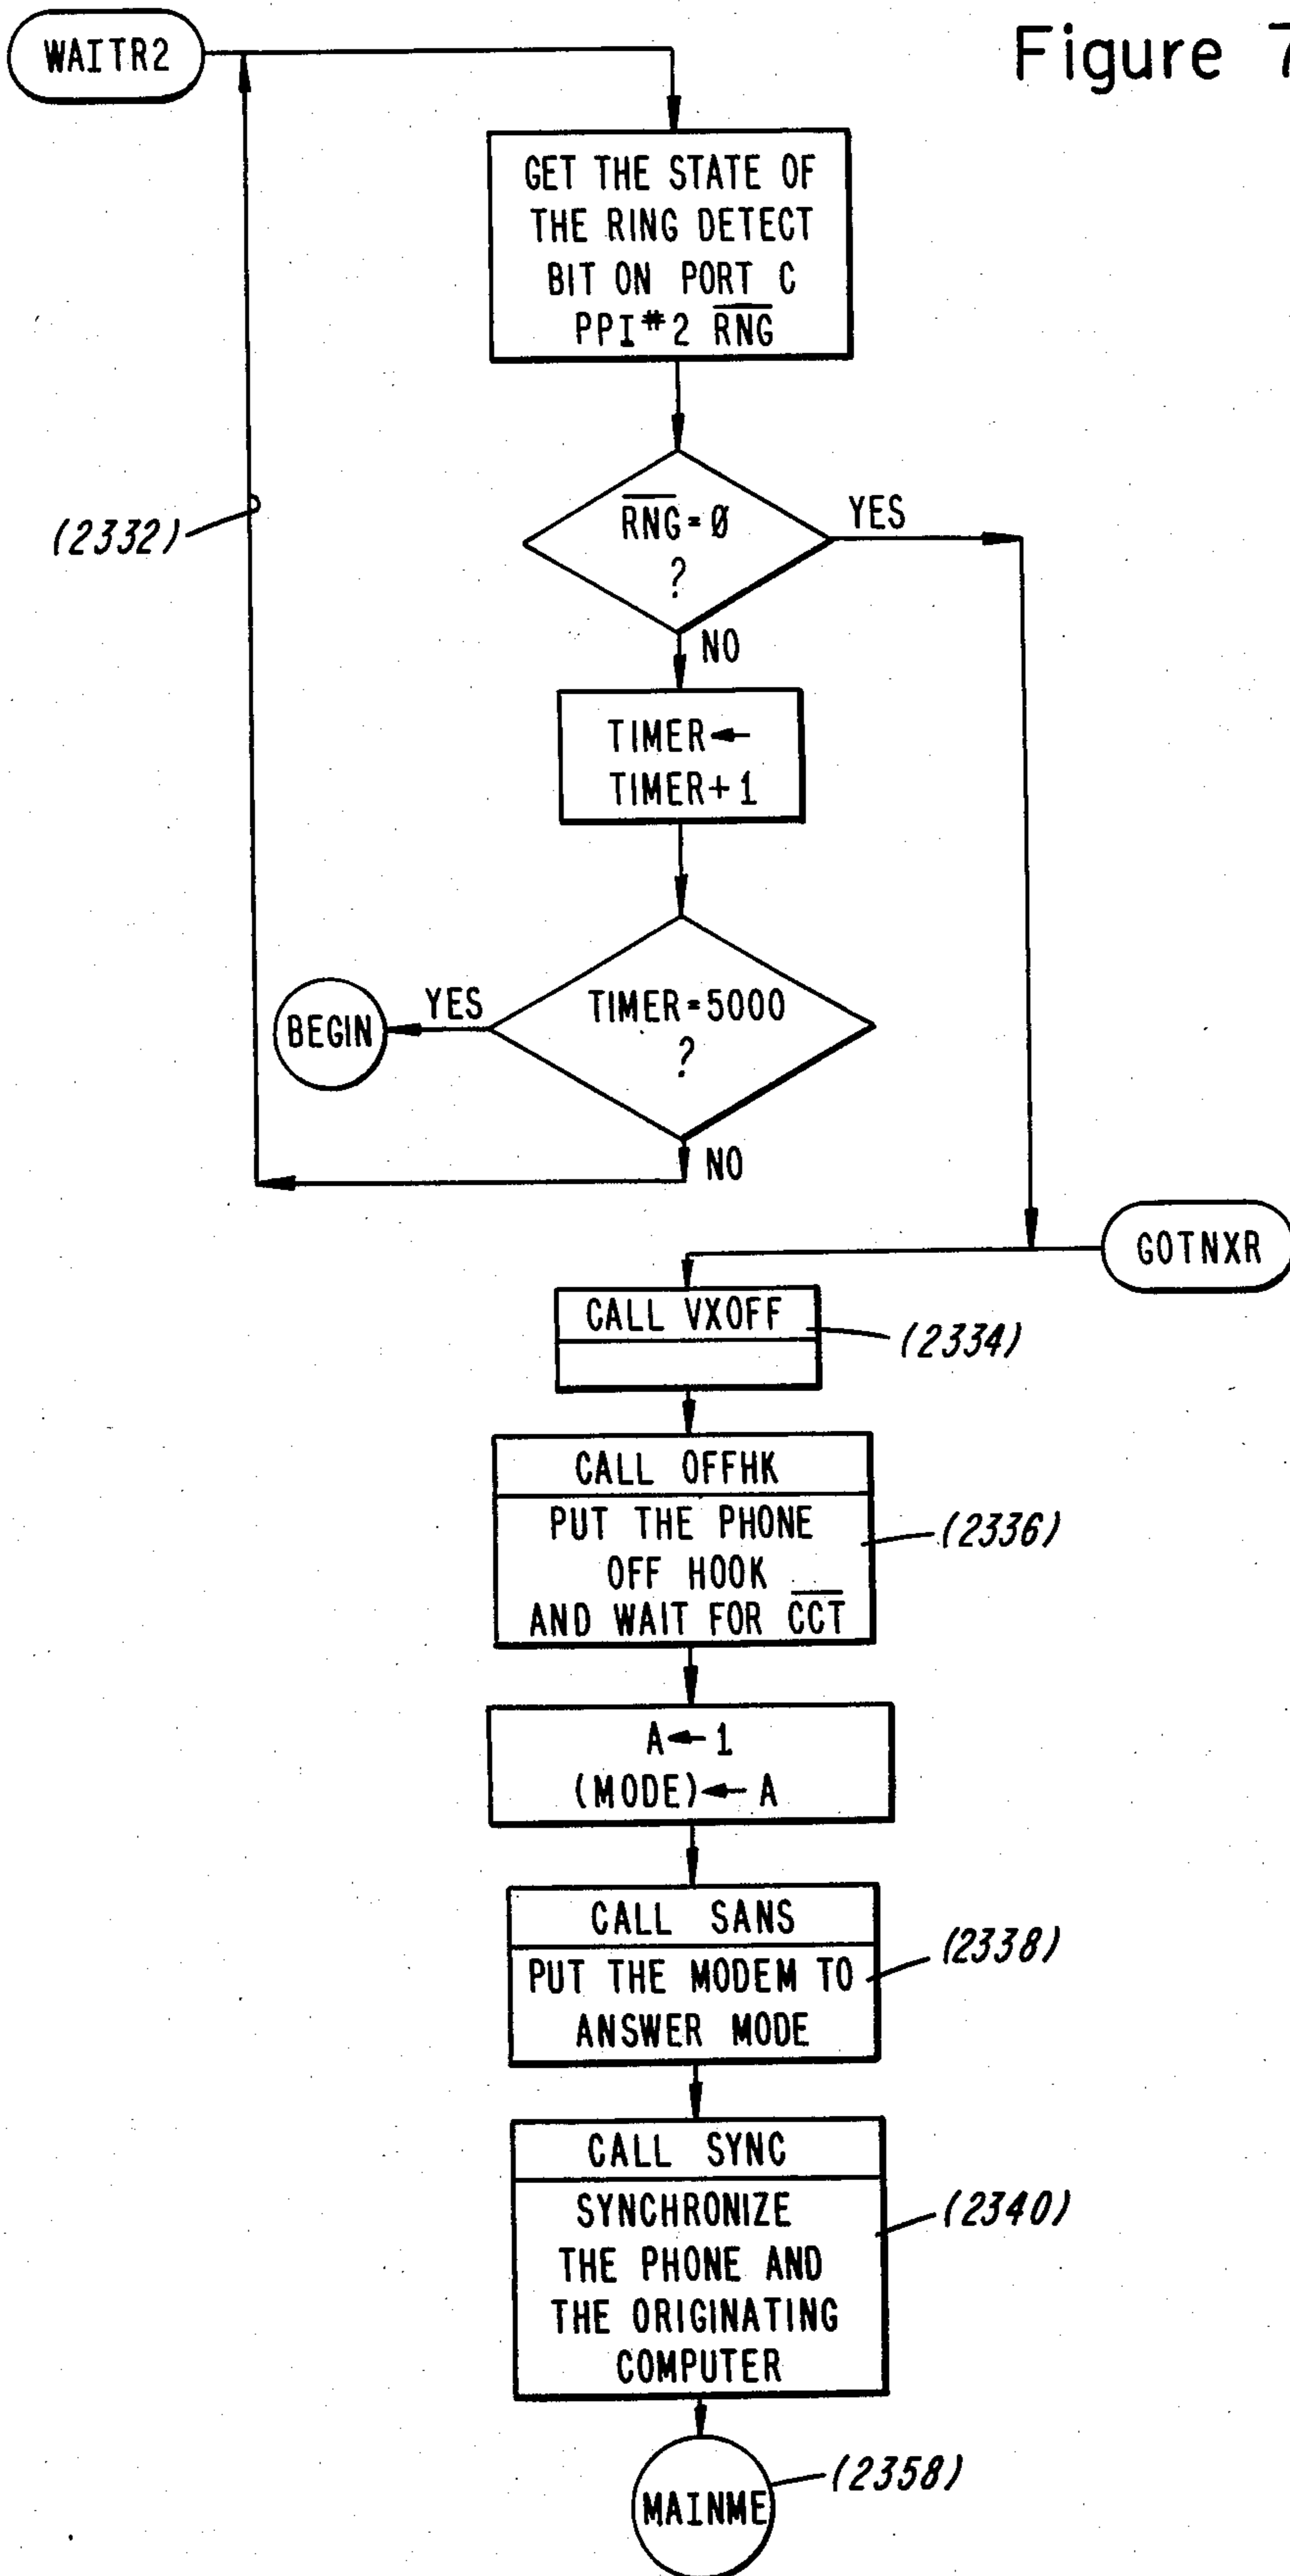 WAITR2
Figure 7
GET THE STATE OF
THE RING DETECT
BIT ON PORT C
PPI#2 R̅N̅G̅
R̅N̅G̅=Ø
?
YES
(2332)
NO
TIMER←
TIMER+1
TIMER=5000
?
YES
BEGIN
NO
GOTNXR
CALL VXOFF
(2334)
CALL OFFHK
PUT THE PHONE
OFF HOOK
AND WAIT FOR C̅C̅T̅
(2336)
A←1
(MODE)←A
CALL SANS
PUT THE MODEM TO
ANSWER MODE
(2338)
CALL SYNC
SYNCHRONIZE
THE PHONE AND
THE ORIGINATING
COMPUTER
(2340)
MAINME
(2358)